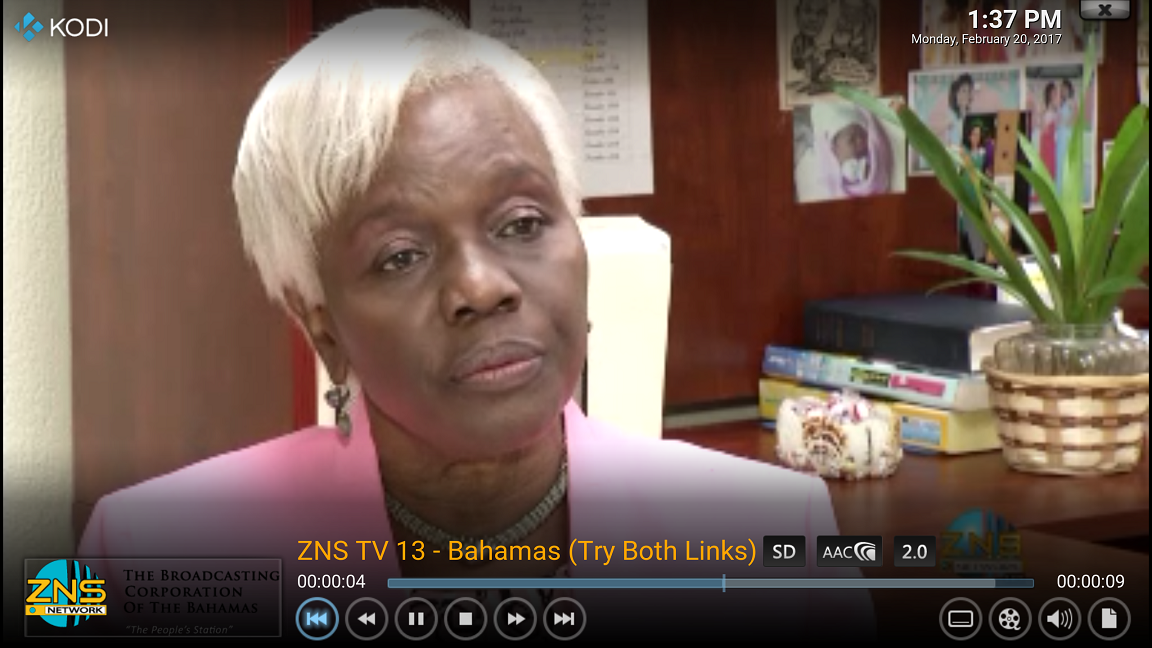 KODI
1:37 PM
Monday, February 20, 2017
ZNS
ZNS TV 13 - Bahamas (Try Both Links) SD AAC 2.0
00:00:04 00:00:09
ZNS
NETWORK
THE BROADCASTING
CORPORATION
OF THE BAHAMAS
"The People's Station"